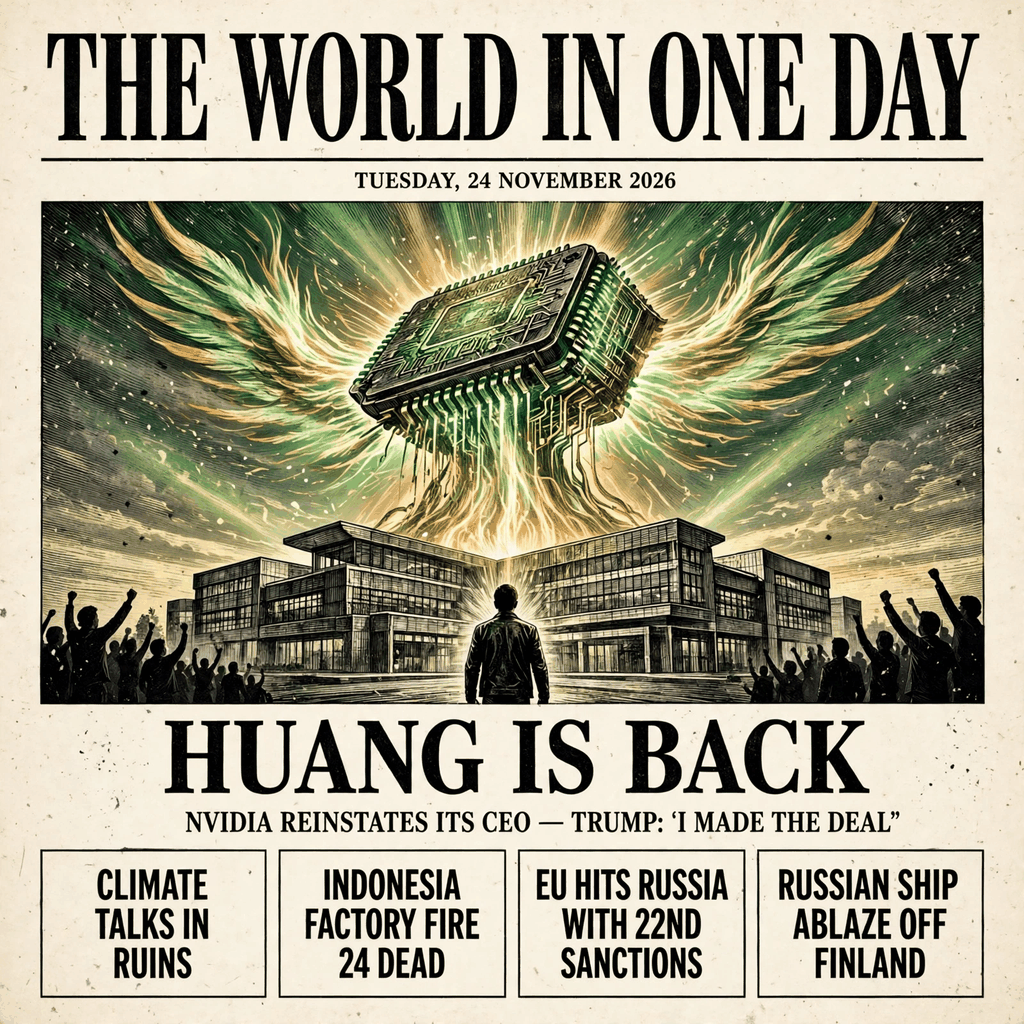 THE WORLD IN ONE DAY
TUESDAY, 24 NOVEMBER 2026
HUANG IS BACK
NVIDIA REINSTATES ITS CEO — TRUMP: ‘I MADE THE DEAL”
CLIMATE
TALKS IN
RUINS
INDONESIA
FACTORY FIRE
24 DEAD
EU HITS RUSSIA
WITH 22ND
SANCTIONS
RUSSIAN SHIP
ABLAZE OFF
FINLAND